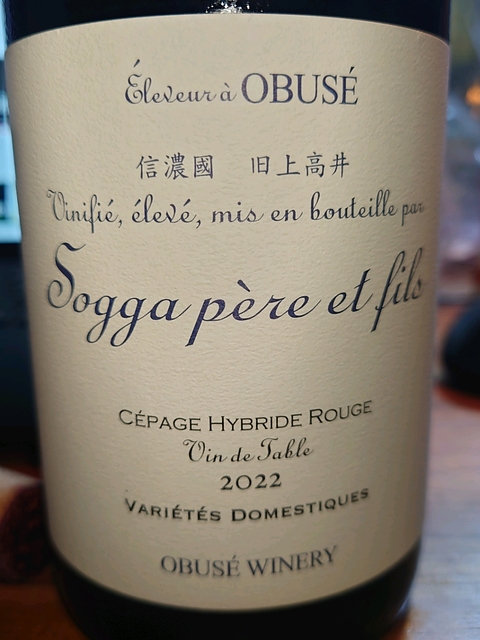 Éleveur à OBUSÉ
信濃國 旧上高井
Vinifié, élevé, mis en bouteille par
Sogga père et fils
CÉPAGE HYBRIDE ROUGE
Vin de Table
2022
VARIÉTÉS DOMESTIQUES
OBUSÉ WINERY